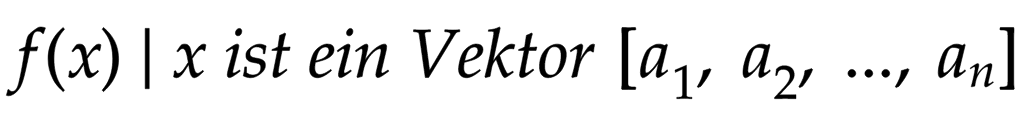 f(x) | x ist ein Vektor [a₁, a₂, ..., aₙ]